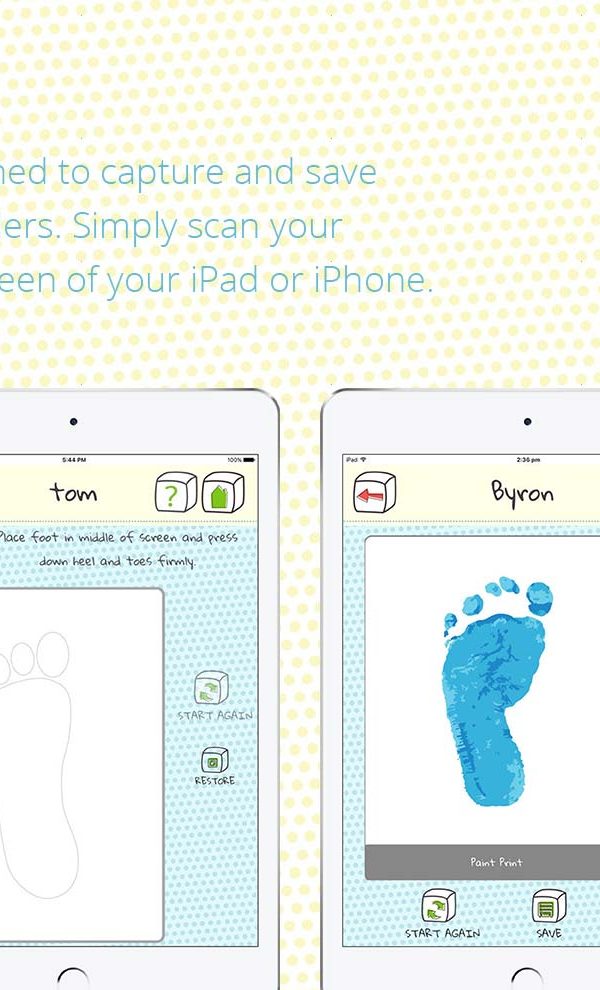 ned to capture and save
ers. Simply scan your
een of your iPad or iPhone.
5:44 PM
100%
tom
?
Place foot in middle of screen and press
down heel and toes firmly.
START AGAIN
RESTORE
iPad
2:36 pm
Byron
Paint Print
START AGAIN
SAVE